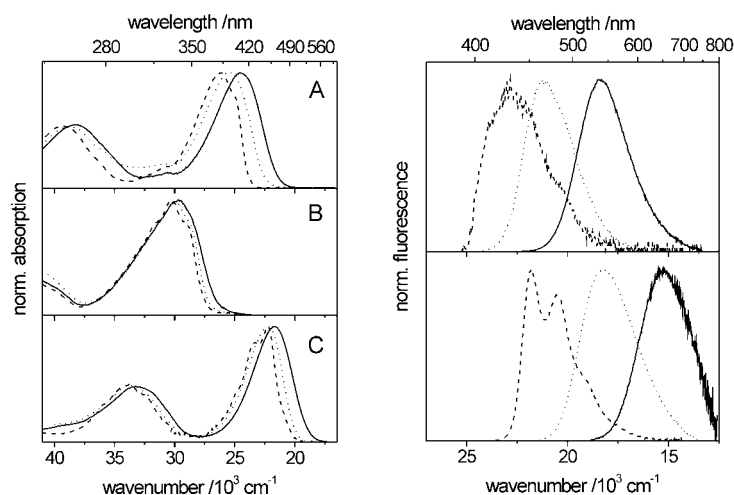 wavelength /nm
280 350 420 490 560
A
B
C
norm. absorption
40 35 30 25 20
wavenumber /10³ cm⁻¹
wavelength /nm
400 500 600 700 800
norm. fluorescence
25 20 15
wavenumber /10³ cm⁻¹